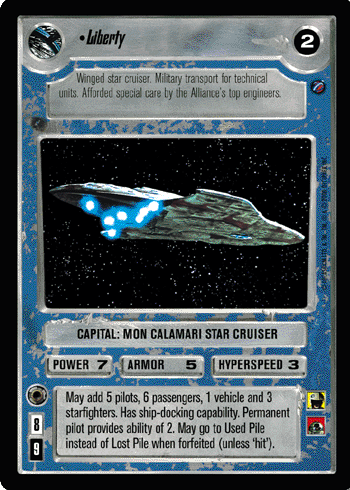 • Liberty
2
Winged star cruiser. Military transport for technical
units. Afforded special care by the Alliance's top engineers.
CAPITAL: MON CALAMARI STAR CRUISER
POWER 7 ARMOR 5 HYPERSPEED 3
May add 5 pilots, 6 passengers, 1 vehicle and 3
starfighters. Has ship-docking capability. Permanent
pilot provides ability of 2. May go to Used Pile
instead of Lost Pile when forfeited (unless 'hit').
8
9